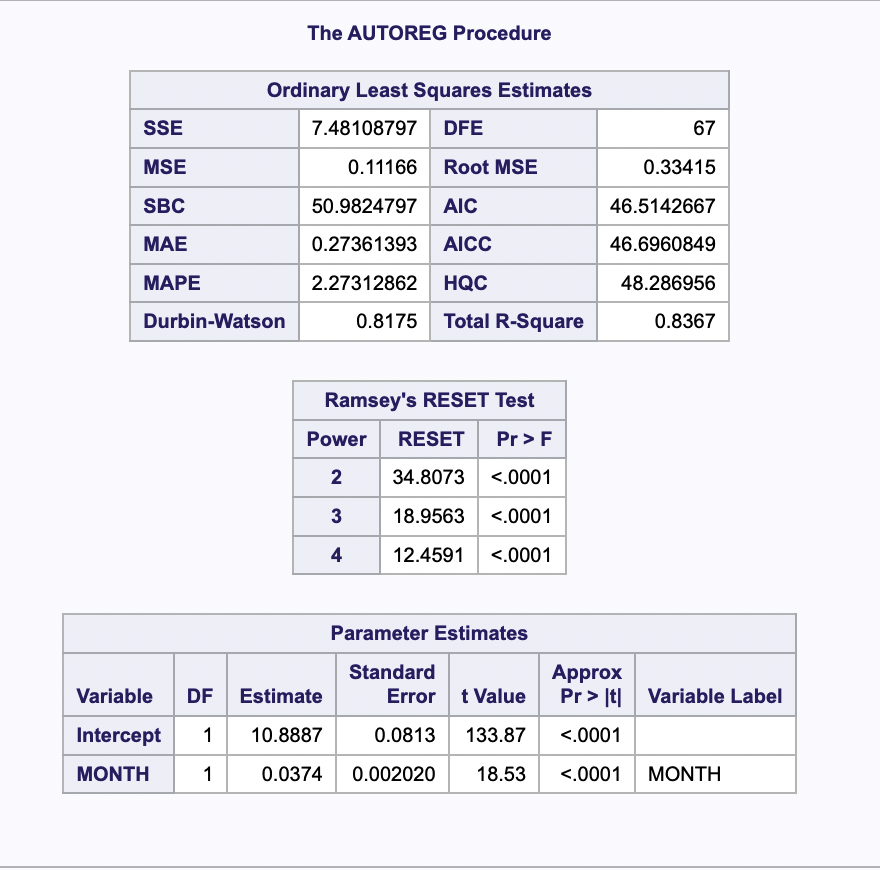 The AUTOREG Procedure
Ordinary Least Squares Estimates
SSE 7.48108797 DFE 67
MSE 0.11166 Root MSE 0.33415
SBC 50.9824797 AIC 46.5142667
MAE 0.27361393 AICC 46.6960849
MAPE 2.27312862 HQC 48.286956
Durbin-Watson 0.8175 Total R-Square 0.8367
Ramsey's RESET Test
Power RESET Pr > F
2 34.8073 <.0001
3 18.9563 <.0001
4 12.4591 <.0001
Parameter Estimates
Variable DF Estimate Standard Error t Value Approx Pr > |t| Variable Label
Intercept 1 10.8887 0.0813 133.87 <.0001
MONTH 1 0.0374 0.002020 18.53 <.0001 MONTH